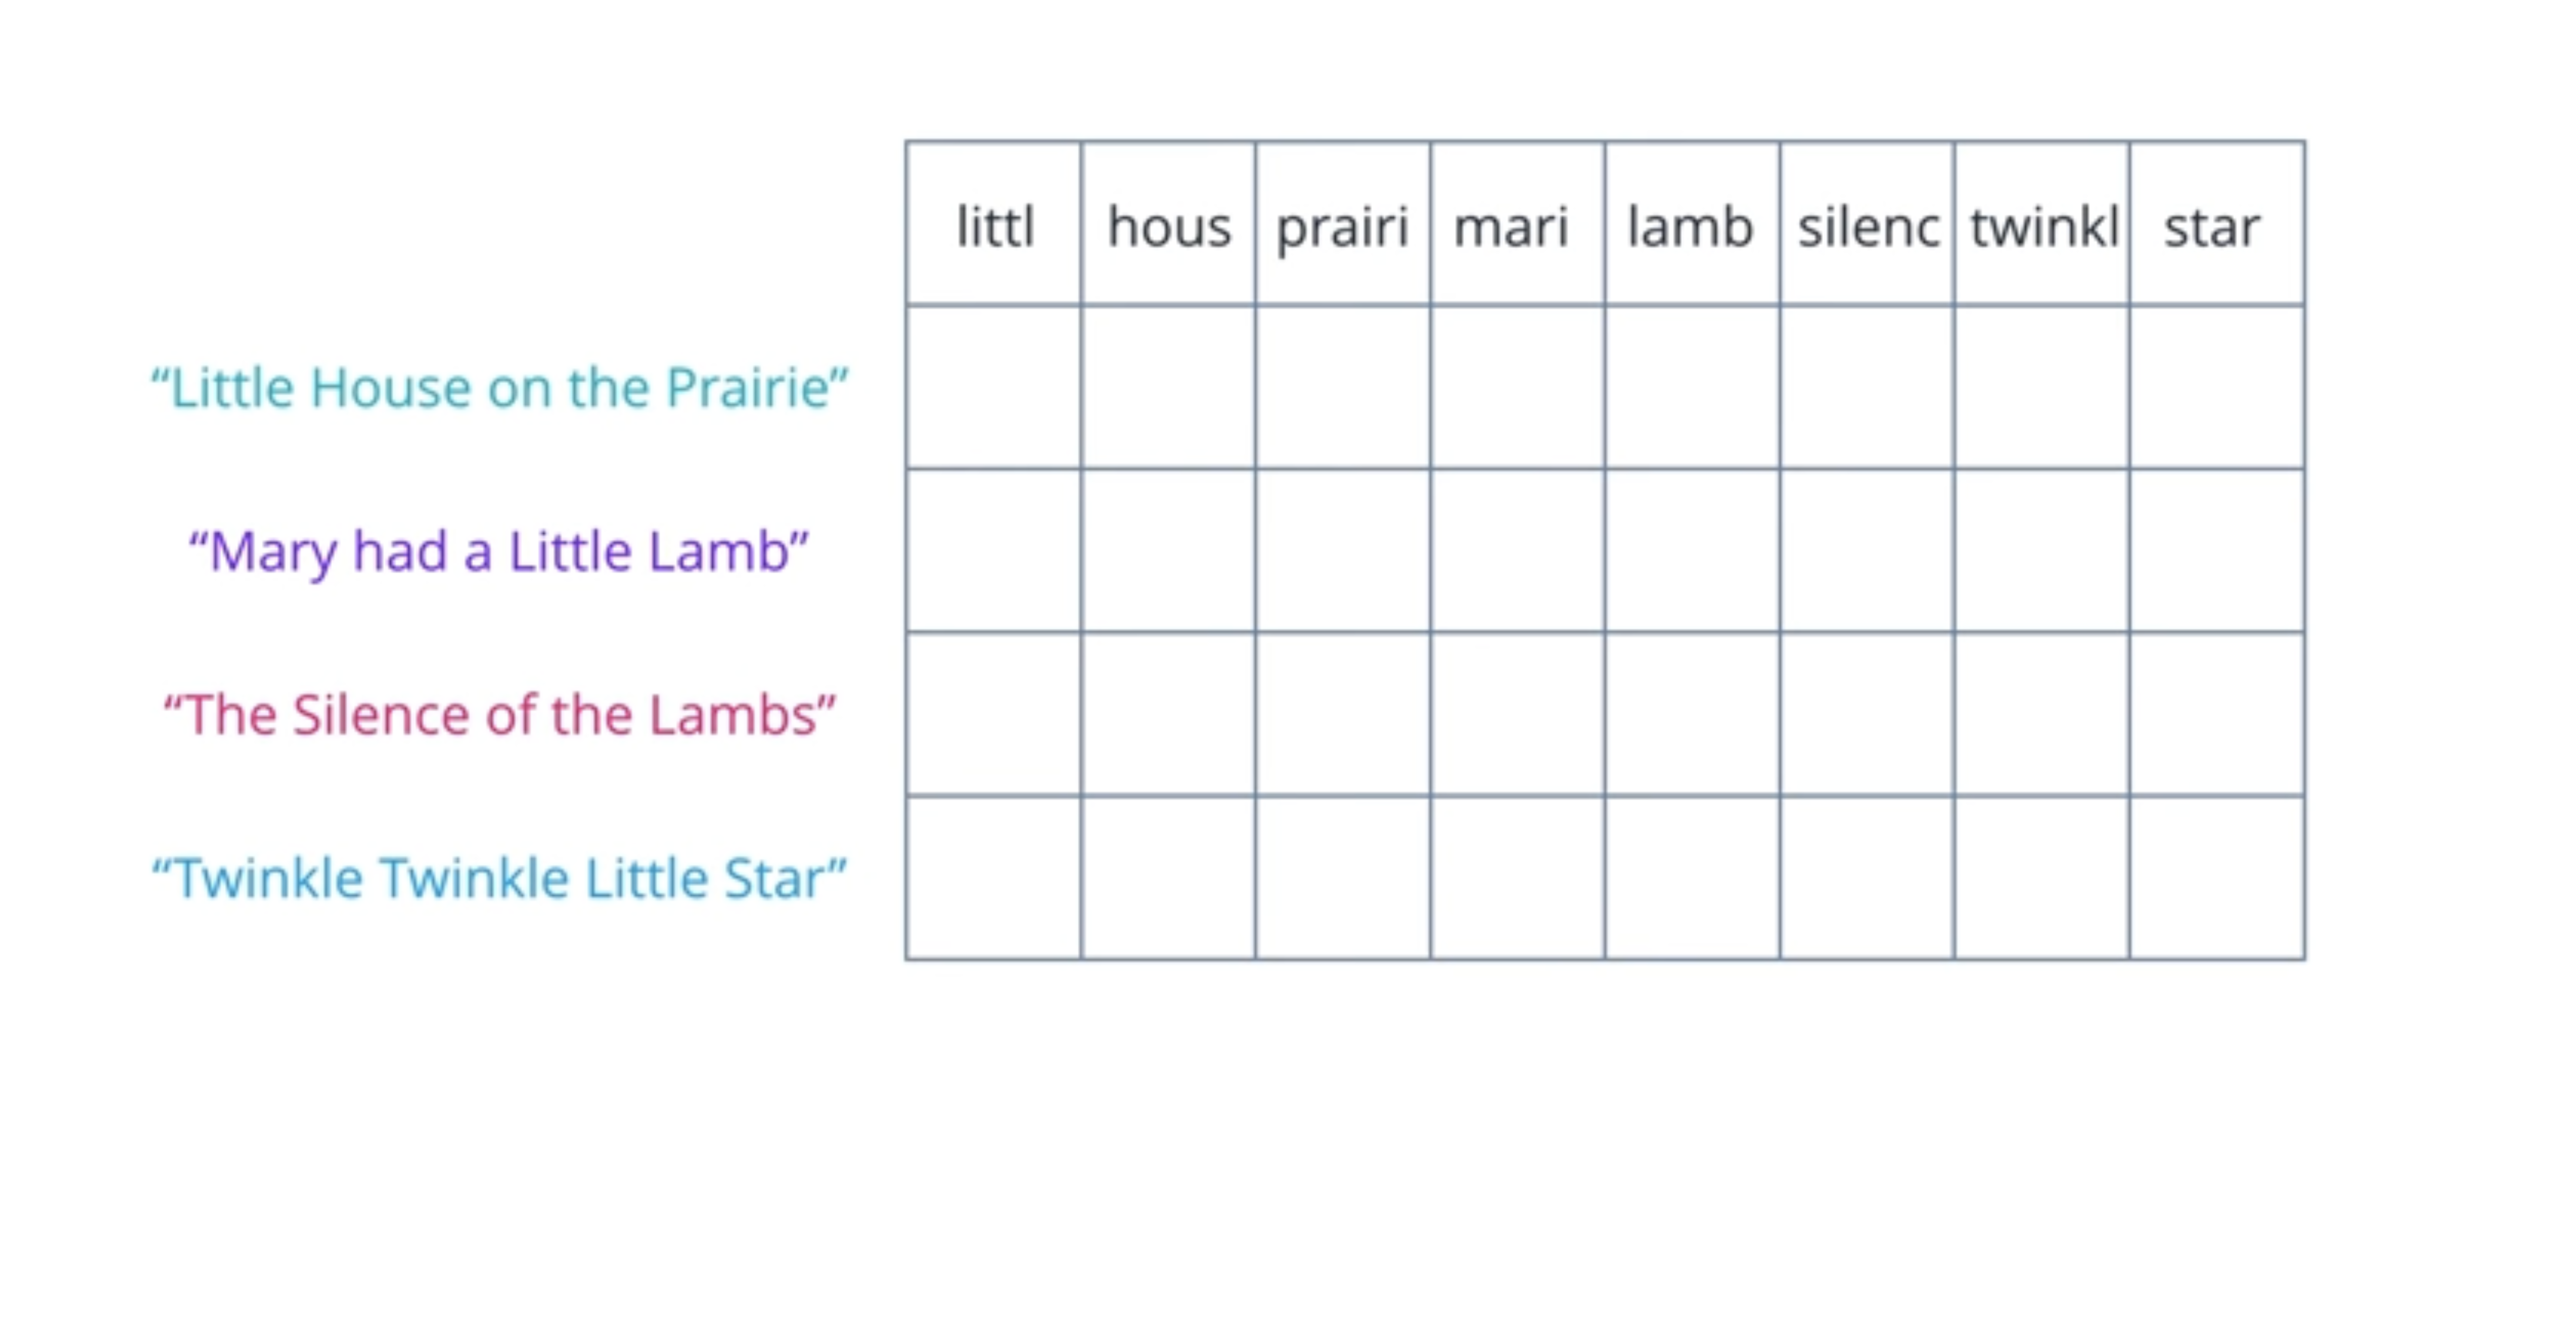 littl hous prairi mari lamb silenc twinkl star
“Little House on the Prairie”
“Mary had a Little Lamb”
“The Silence of the Lambs”
“Twinkle Twinkle Little Star”